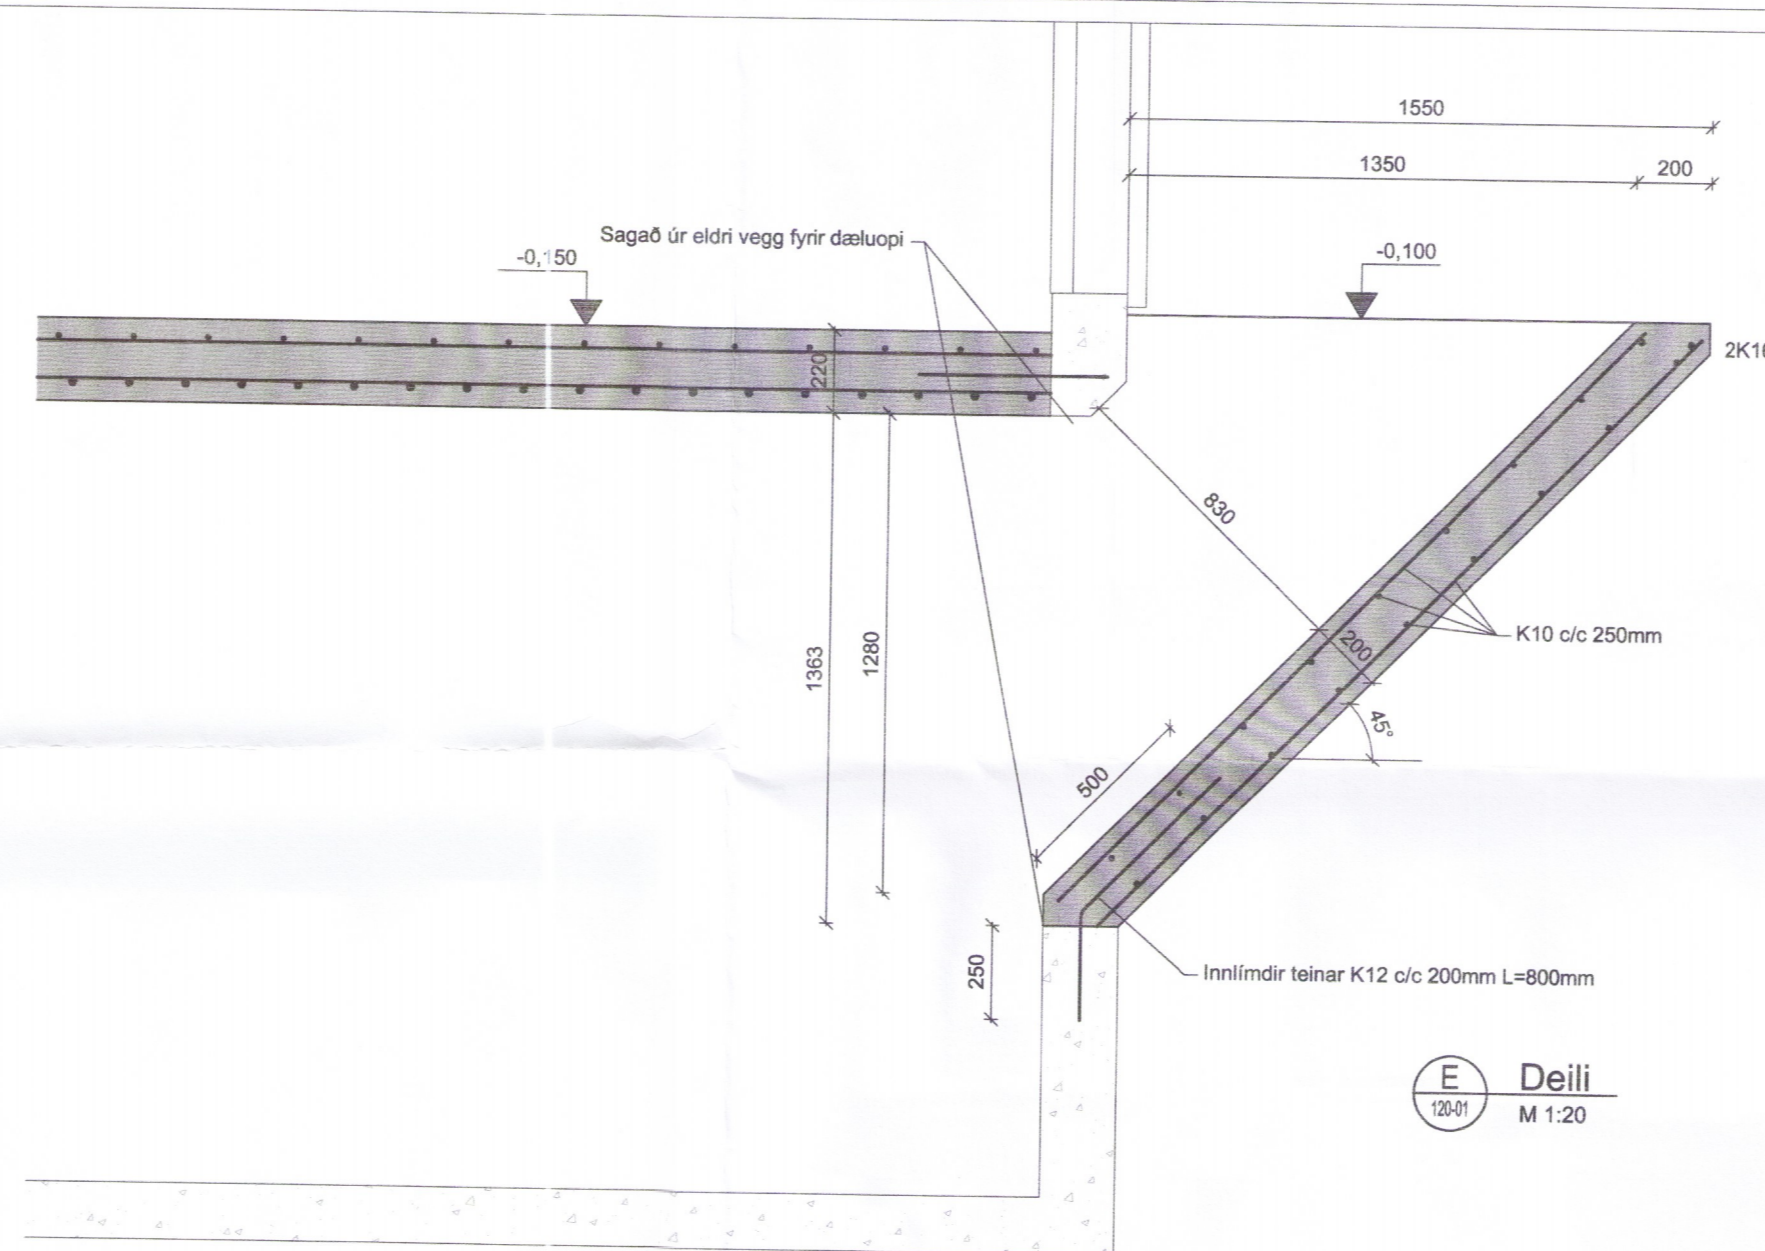 1550
1350
200
Sagað úr eldri vegg fyrir dæluopi
-0,150
-0,100
220
2K16
830
K10 c/c 250mm
200
1363
1280
45°
500
250
Innlímdir teinar K12 c/c 200mm L=800mm
E
120-01
Deili
M 1:20